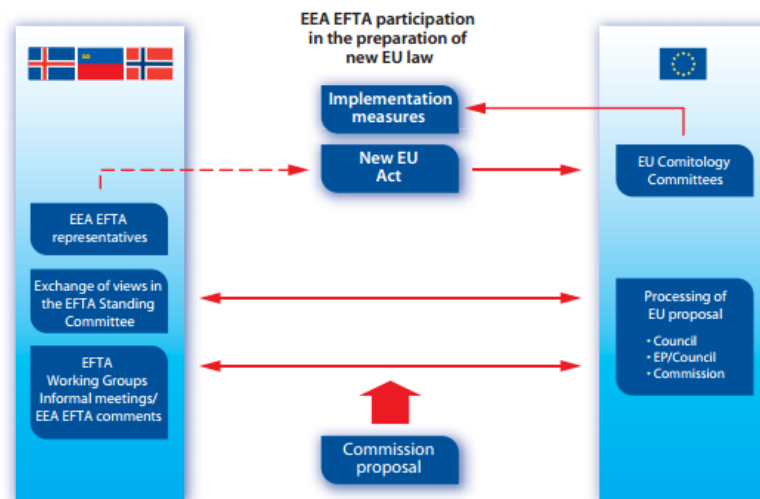 EEA EFTA participation
in the preparation of
new EU law
Implementation
measures
New EU
Act
EU Comitology
Committees
EEA EFTA
representatives
Exchange of views in
the EFTA Standing
Committee
Processing of
EU proposal
• Council
• EP/Council
• Commission
EFTA
Working Groups
Informal meetings/
EEA EFTA comments
Commission
proposal